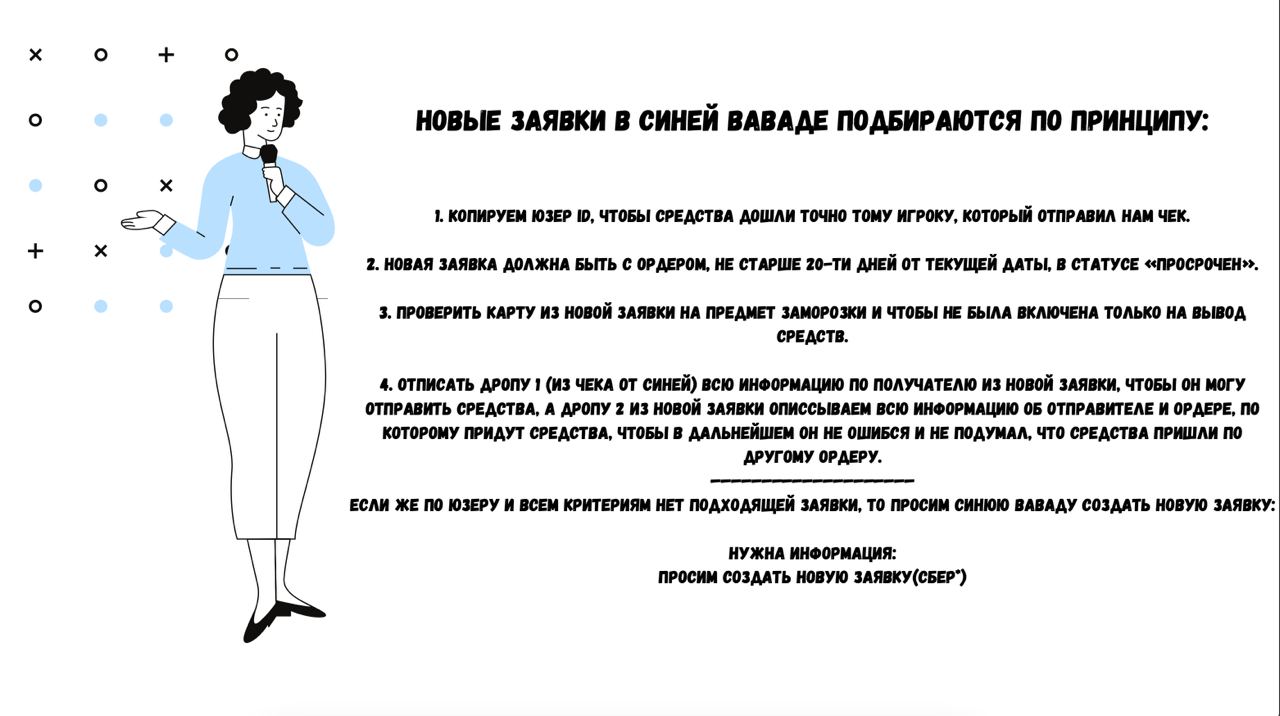 НОВЫЕ ЗАЯВКИ В СИНЕЙ ВАВАДЕ ПОДБИРАЮТСЯ ПО ПРИНЦИПУ:
1. КОПИРУЕМ ЮЗЕР ID, ЧТОБЫ СРЕДСТВА ДОШЛИ ТОЧНО ТОМУ ИГРОКУ, КОТОРЫЙ ОТПРАВИЛ НАМ ЧЕК.
2. НОВАЯ ЗАЯВКА ДОЛЖНА БЫТЬ С ОРДЕРОМ, НЕ СТАРШЕ 20-ТИ ДНЕЙ ОТ ТЕКУЩЕЙ ДАТЫ, В СТАТУСЕ «ПРОСРОЧЕН».
3. ПРОВЕРИТЬ КАРТУ ИЗ НОВОЙ ЗАЯВКИ НА ПРЕДМЕТ ЗАМОРОЗКИ И ЧТОБЫ НЕ БЫЛА ВКЛЮЧЕНА ТОЛЬКО НА ВЫВОД
СРЕДСТВ.
4. ОТПИСАТЬ ДРОПУ 1 (ИЗ ЧЕКА ОТ СИНЕЙ) ВСЮ ИНФОРМАЦИЮ ПО ПОЛУЧАТЕЛЮ ИЗ НОВОЙ ЗАЯВКИ, ЧТОБЫ ОН МОГУ
ОТПРАВИТЬ СРЕДСТВА, А ДРОПУ 2 ИЗ НОВОЙ ЗАЯВКИ ОПИССЫВАЕМ ВСЮ ИНФОРМАЦИЮ ОБ ОТПРАВИТЕЛЕ И ОРДЕРЕ, ПО
КОТОРОМУ ПРИДУТ СРЕДСТВА, ЧТОБЫ В ДАЛЬНЕЙШЕМ ОН НЕ ОШИБСЯ И НЕ ПОДУМАЛ, ЧТО СРЕДСТВА ПРИШЛИ ПО
ДРУГОМУ ОРДЕРУ.
--------------------
ЕСЛИ ЖЕ ПО ЮЗЕРУ И ВСЕМ КРИТЕРИЯМ НЕТ ПОДХОДЯЩЕЙ ЗАЯВКИ, ТО ПРОСИМ СИНЮЮ ВАВАДУ СОЗДАТЬ НОВУЮ ЗАЯВКУ:
НУЖНА ИНФОРМАЦИЯ:
ПРОСИМ СОЗДАТЬ НОВУЮ ЗАЯВКУ(СБЕР*)